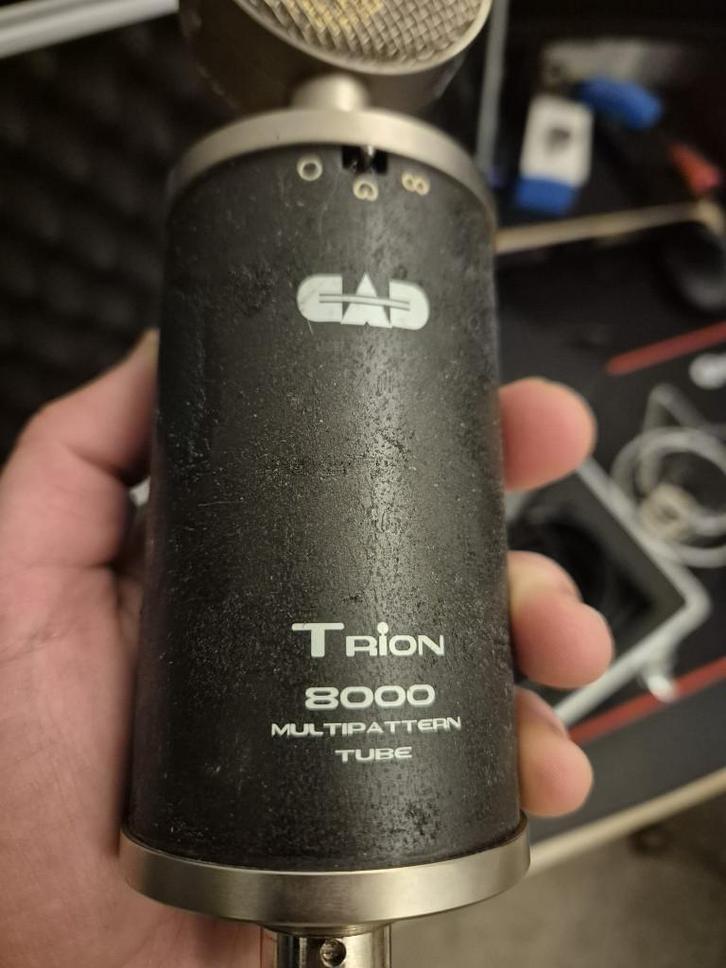 CAD
TRION
8000
MULTIPATTERN
TUBE